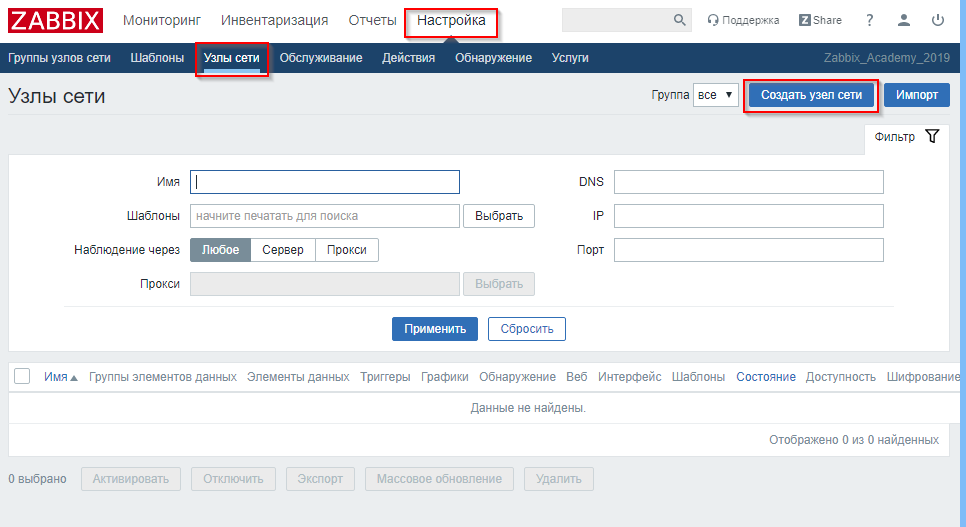 ZABBIX Мониторинг Инвентаризация Отчеты Настройка Поддержка Z Share ?
Группы узлов сети Шаблоны Узлы сети Обслуживание Действия Обнаружение Услуги Zabbix_Academy_2019
Узлы сети Группа все Создать узел сети Импорт
Фильтр
Имя DNS
Шаблоны начните печатать для поиска Выбрать IP
Наблюдение через Любое Сервер Прокси Порт
Прокси Выбрать
Применить Сбросить
Имя Группы элементов данных Элементы данных Триггеры Графики Обнаружение Веб Интерфейс Шаблоны Состояние Доступность Шифрование
Данные не найдены.
Отображено 0 из 0 найденных
0 выбрано Активировать Отключить Экспорт Массовое обновление Удалить